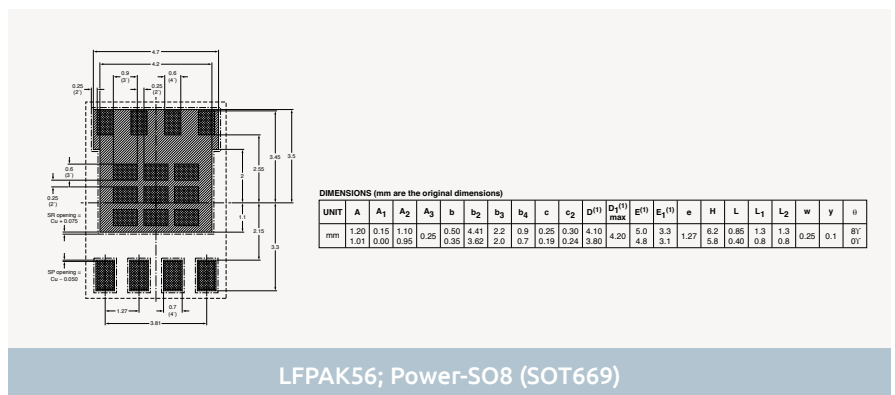 4.7
4.2
0.9
(3×)
0.6
(4×)
0.25
(2×)
0.25
(2×)
3.45
3.5
2.55
2
0.6
(3×)
0.25
(2×)
1.1
SR opening =
Cu + 0.075
2.15
3.3
SP opening =
Cu − 0.050
1.27
0.7
(4×)
3.81
DIMENSIONS (mm are the original dimensions)
UNIT A A1 A2 A3 b b2 b3 b4 c c2 D(1) D1(1) max E(1) E1(1) e H L L1 L2 w y θ
mm 1.20 0.15 1.10 0.25 0.50 4.41 2.2 0.9 0.25 0.30 4.10 4.20 5.0 3.3 1.27 6.2 0.85 1.3 1.3 0.25 0.1 8°
1.01 0.00 0.95 0.35 3.62 2.0 0.7 0.19 0.24 3.80 4.8 3.1 5.8 0.40 0.8 0.8 0°
LFPAK56; Power-SO8 (SOT669)